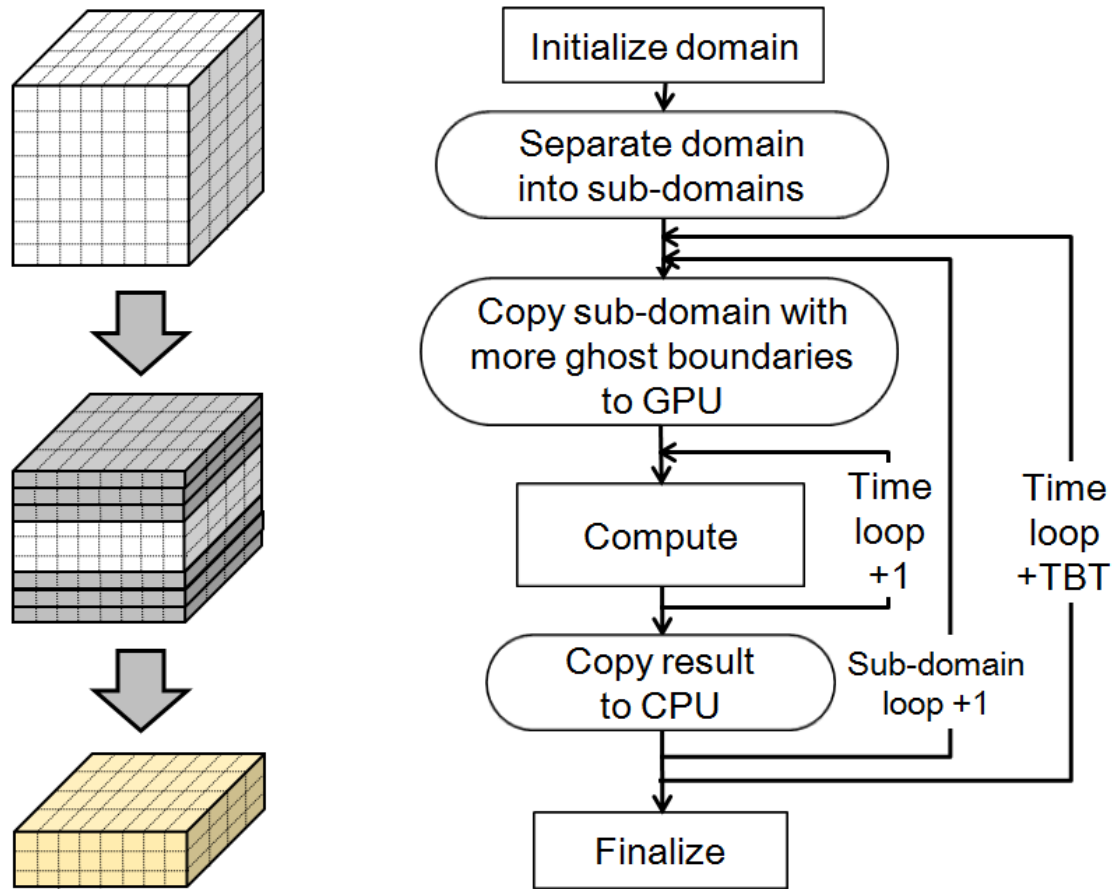 Initialize domain
Separate domain
into sub-domains
Copy sub-domain with
more ghost boundaries
to GPU
Time
loop
+1
Time
loop
+TBT
Compute
Copy result
to CPU
Sub-domain
loop +1
Finalize